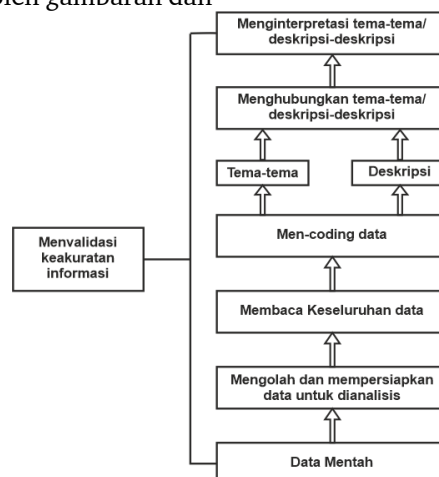 gambaran dan
Menginterpretasi tema-tema/
deskripsi-deskripsi
Menghubungkan tema-tema/
deskripsi-deskripsi
Tema-tema
Deskripsi
Men-coding data
Menvalidasi
keakuratan
informasi
Membaca Keseluruhan data
Mengolah dan mempersiapkan
data untuk dianalisis
Data Mentah